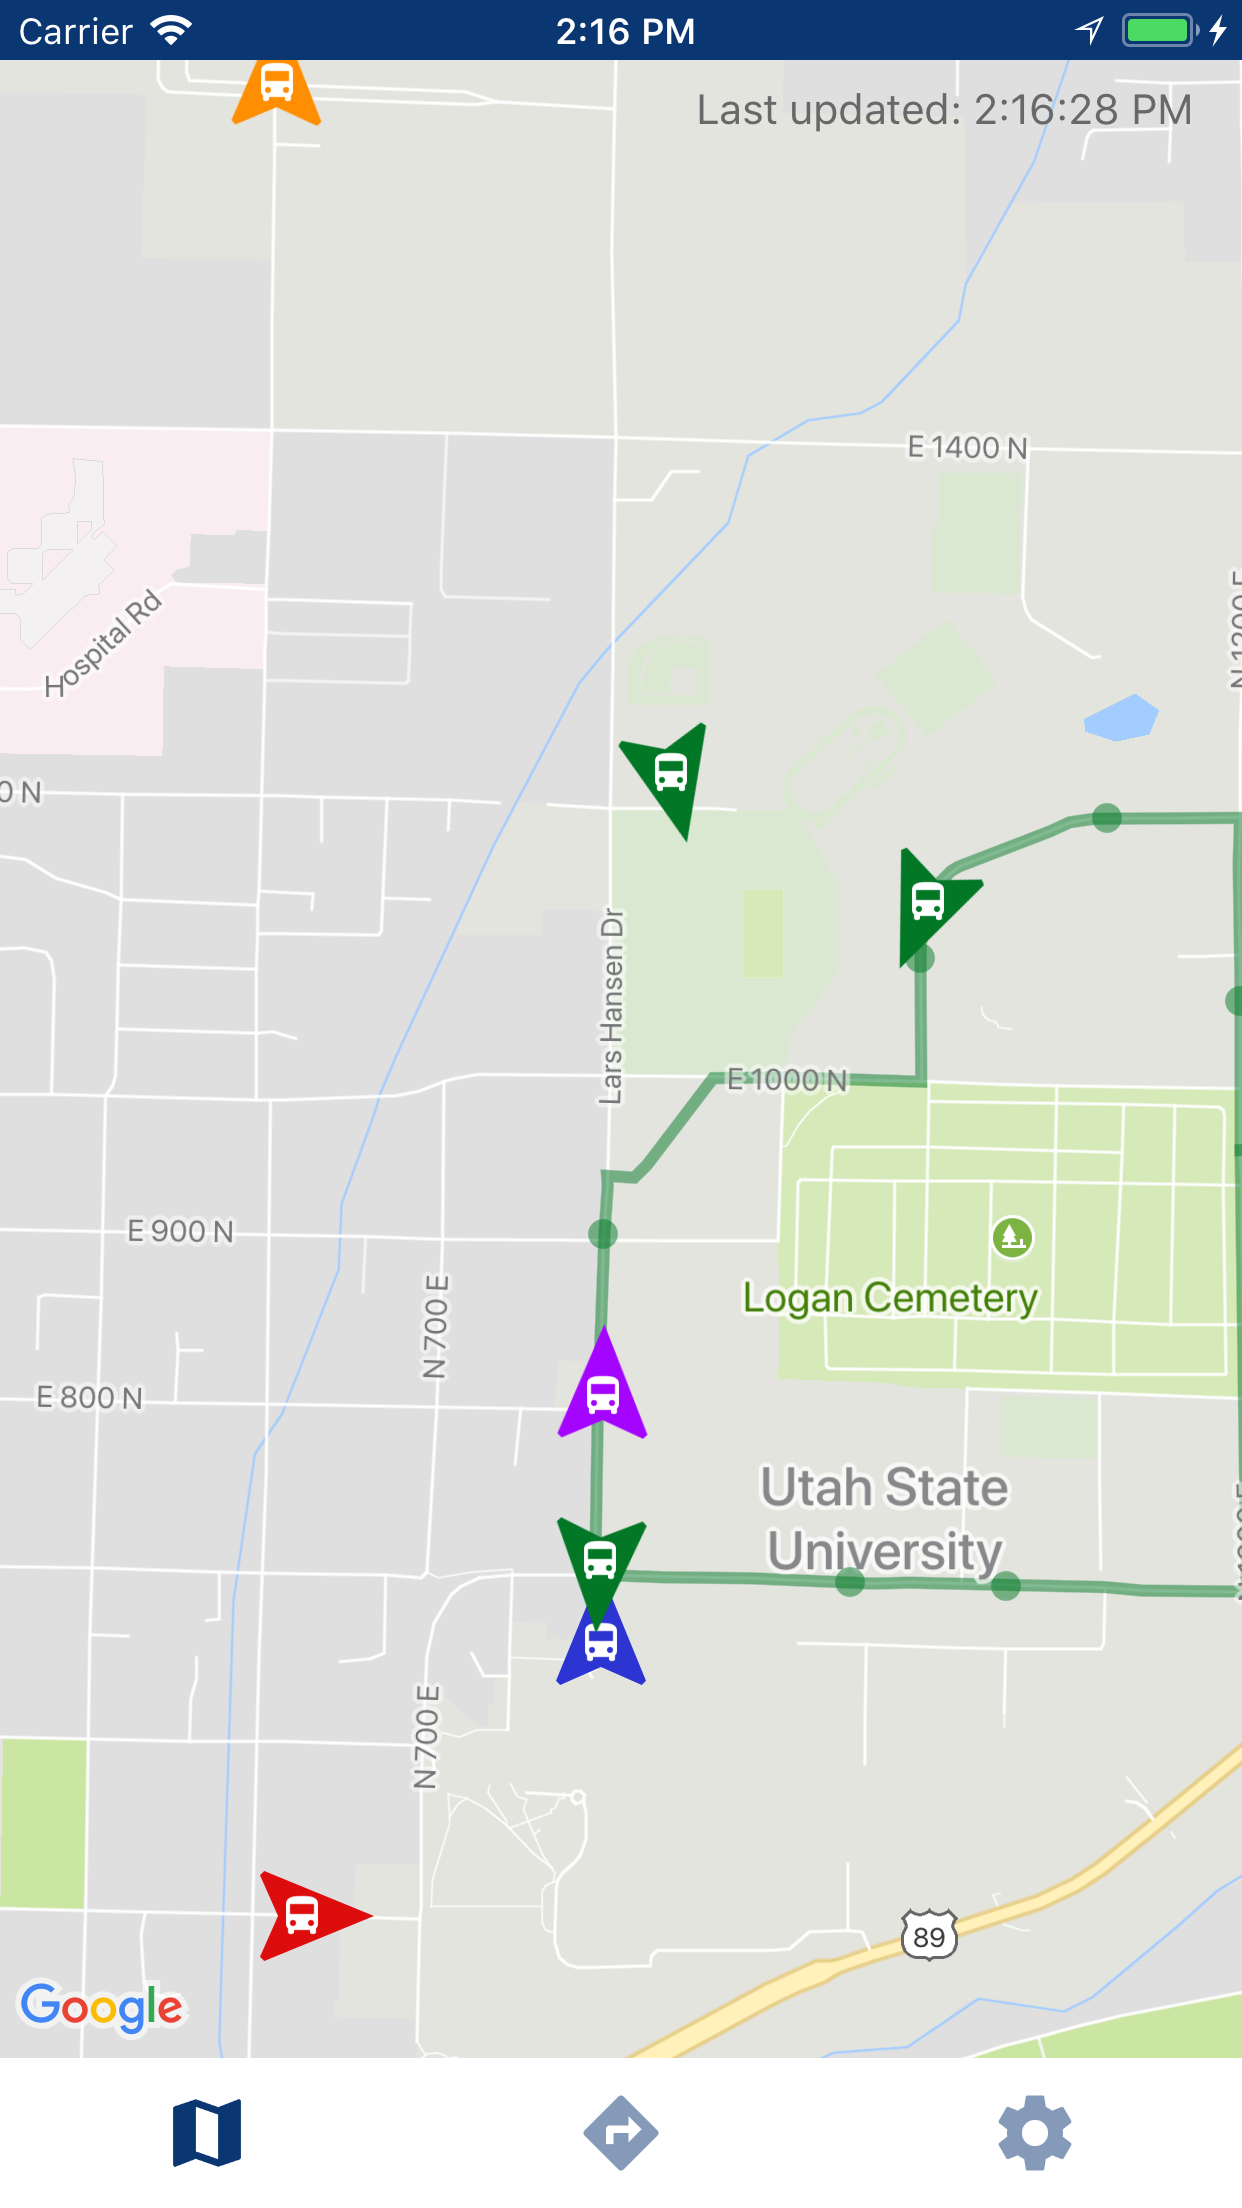 Carrier
2:16 PM
Last updated: 2:16:28 PM
E 1400 N
Hospital Rd
0 N
Lars Hansen Dr
E 1000 N
E 900 N
N 700 E
Logan Cemetery
E 800 N
Utah State
University
N 700 E
89
Google